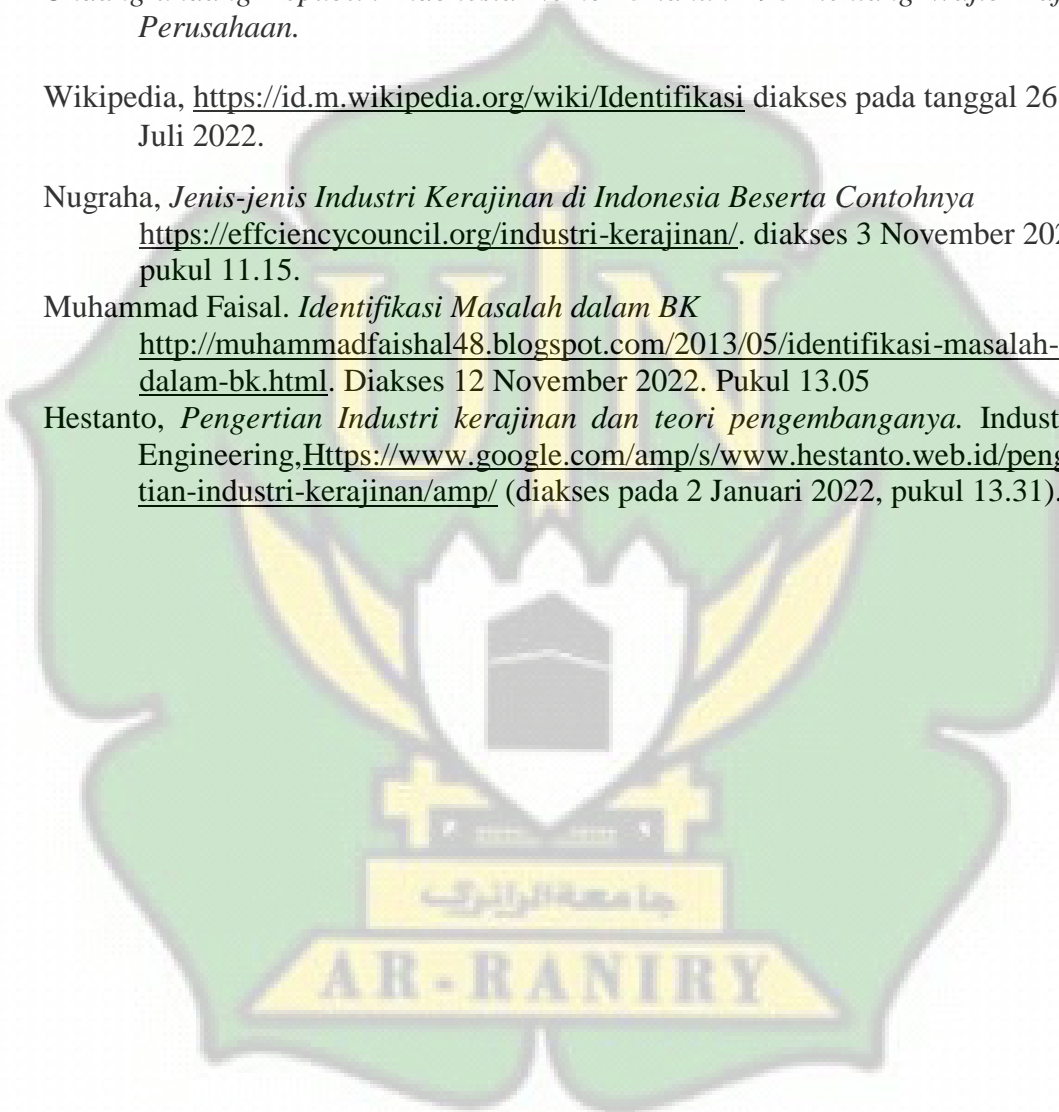 Perusahaan.
Wikipedia, https://id.m.wikipedia.org/wiki/Identifikasi diakses pada tanggal 26
Juli 2022.
Nugraha, Jenis-jenis Industri Kerajinan di Indonesia Beserta Contohnya
https://effciencycouncil.org/industri-kerajinan/. diakses 3 November 202
pukul 11.15.
Muhammad Faisal. Identifikasi Masalah dalam BK
http://muhammadfaishal48.blogspot.com/2013/05/identifikasi-masalah-
dalam-bk.html. Diakses 12 November 2022. Pukul 13.05
Hestanto, Pengertian Industri kerajinan dan teori pengembanganya. Indust
Engineering,Https://www.google.com/amp/s/www.hestanto.web.id/peng
tian-industri-kerajinan/amp/ (diakses pada 2 Januari 2022, pukul 13.31).
UIN
جامعة الرانري
AR-RANIRY